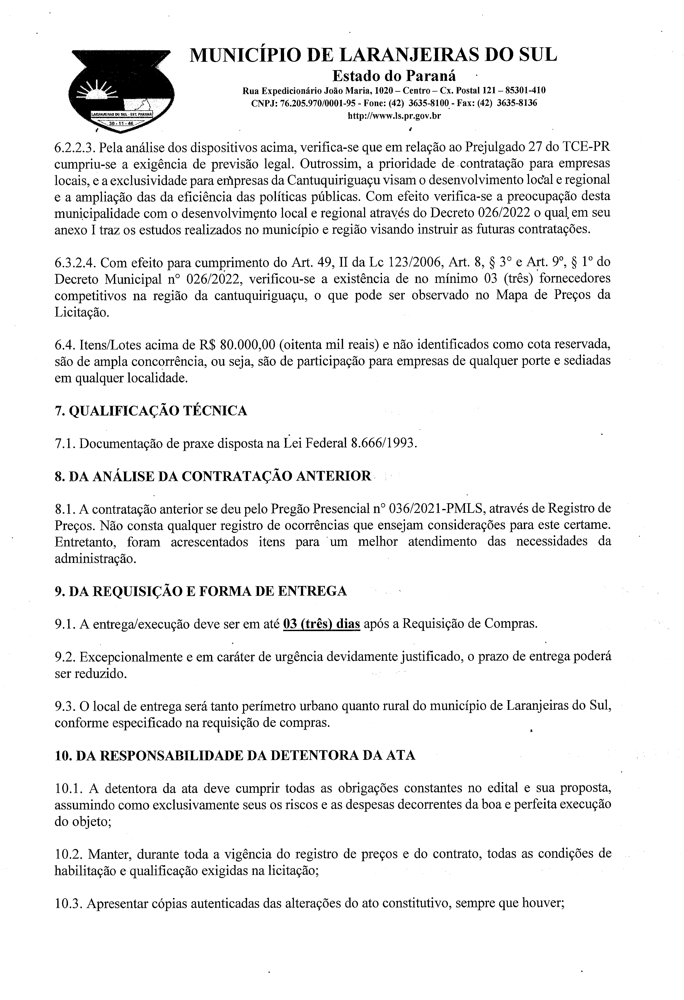 MUNICÍPIO DE LARANJEIRAS DO SUL
Estado do Paraná
Rua Expedicionário João Maria, 1020 – Centro – Cx. Postal 121 – 85301-410
CNPJ: 76.205.970/0001-95 - Fone: (42) 3635-8100 - Fax: (42) 3635-8136
http://www.ls.pr.gov.br
LARANJEIRAS DO SUL - EST. PARANÁ
30 - 11 - 46
6.2.2.3. Pela análise dos dispositivos acima, verifica-se que em relação ao Prejulgado 27 do TCE-PR
cumpriu-se a exigência de previsão legal. Outrossim, a prioridade de contratação para empresas
locais, e a exclusividade para empresas da Cantuquiriguaçu visam o desenvolvimento local e regional
e a ampliação das da eficiência das políticas públicas. Com efeito verifica-se a preocupação desta
municipalidade com o desenvolvimento local e regional através do Decreto 026/2022 o qual em seu
anexo I traz os estudos realizados no município e região visando instruir as futuras contratações.
6.3.2.4. Com efeito para cumprimento do Art. 49, II da Lc 123/2006, Art. 8, § 3° e Art. 9º, § 1º do
Decreto Municipal n° 026/2022, verificou-se a existência de no mínimo 03 (três) fornecedores
competitivos na região da cantuquiriguaçu, o que pode ser observado no Mapa de Preços da
Licitação.
6.4. Itens/Lotes acima de R$ 80.000,00 (oitenta mil reais) e não identificados como cota reservada,
são de ampla concorrência, ou seja, são de participação para empresas de qualquer porte e sediadas
em qualquer localidade.
7. QUALIFICAÇÃO TÉCNICA
7.1. Documentação de praxe disposta na Lei Federal 8.666/1993.
8. DA ANÁLISE DA CONTRATAÇÃO ANTERIOR
8.1. A contratação anterior se deu pelo Pregão Presencial n° 036/2021-PMLS, através de Registro de
Preços. Não consta qualquer registro de ocorrências que ensejam considerações para este certame.
Entretanto, foram acrescentados itens para um melhor atendimento das necessidades da
administração.
9. DA REQUISIÇÃO E FORMA DE ENTREGA
9.1. A entrega/execução deve ser em até 03 (três) dias após a Requisição de Compras.
9.2. Excepcionalmente e em caráter de urgência devidamente justificado, o prazo de entrega poderá
ser reduzido.
9.3. O local de entrega será tanto perímetro urbano quanto rural do município de Laranjeiras do Sul,
conforme especificado na requisição de compras.
10. DA RESPONSABILIDADE DA DETENTORA DA ATA
10.1. A detentora da ata deve cumprir todas as obrigações constantes no edital e sua proposta,
assumindo como exclusivamente seus os riscos e as despesas decorrentes da boa e perfeita execução
do objeto;
10.2. Manter, durante toda a vigência do registro de preços e do contrato, todas as condições de
habilitação e qualificação exigidas na licitação;
10.3. Apresentar cópias autenticadas das alterações do ato constitutivo, sempre que houver;